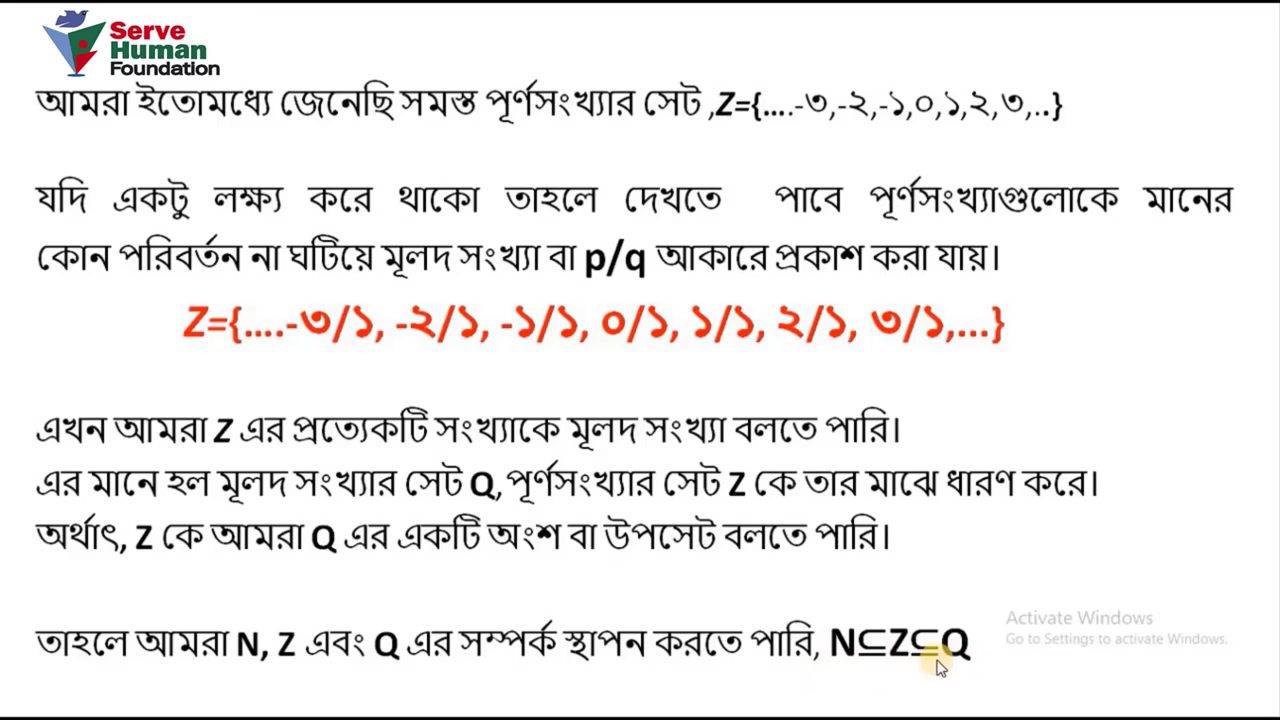 Serve
Human
Foundation
আমরা ইতোমধ্যে জেনেছি সমস্ত পূর্ণসংখ্যার সেট ,Z={….-৩,-২,-১,০,১,২,৩,..}
যদি একটু লক্ষ্য করে থাকো তাহলে দেখতে পাবে পূর্ণসংখ্যাগুলোকে মানের
কোন পরিবর্তন না ঘটিয়ে মূলদ সংখ্যা বা p/q আকারে প্রকাশ করা যায়।
Z={….-৩/১, -২/১, -১/১, ০/১, ১/১, ২/১, ৩/১,…}
এখন আমরা Z এর প্রত্যেকটি সংখ্যাকে মূলদ সংখ্যা বলতে পারি।
এর মানে হল মূলদ সংখ্যার সেট Q,পূর্ণসংখ্যার সেট Z কে তার মাঝে ধারণ করে।
অর্থাৎ, Z কে আমরা Q এর একটি অংশ বা উপসেট বলতে পারি।
Activate Windows
Go to Settings to activate Windows.
তাহলে আমরা N, Z এবং Q এর সম্পর্ক স্থাপন করতে পারি, N⊆Z⊆Q